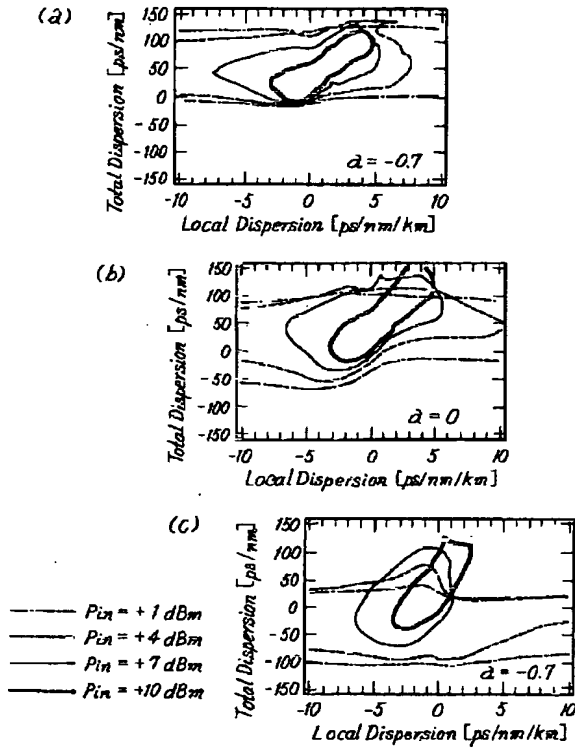 (a)
Total Dispersion [ps/nm]
150
100
50
0
-50
-100
-150
a = -0.7
-10
-5
0
5
10
Local Dispersion [ps/nm/km]
(b)
Total Dispersion [ps/nm]
150
100
50
0
-50
-100
-150
a = 0
-10
-5
0
5
10
Local Dispersion [ps/nm/km]
(c)
Total Dispersion [ps/nm]
150
100
50
0
-50
-100
-150
a = -0.7
-10
-5
0
5
10
Local Dispersion [ps/nm/km]
Pin = +1 dBm
Pin = +4 dBm
Pin = +7 dBm
Pin = +10 dBm